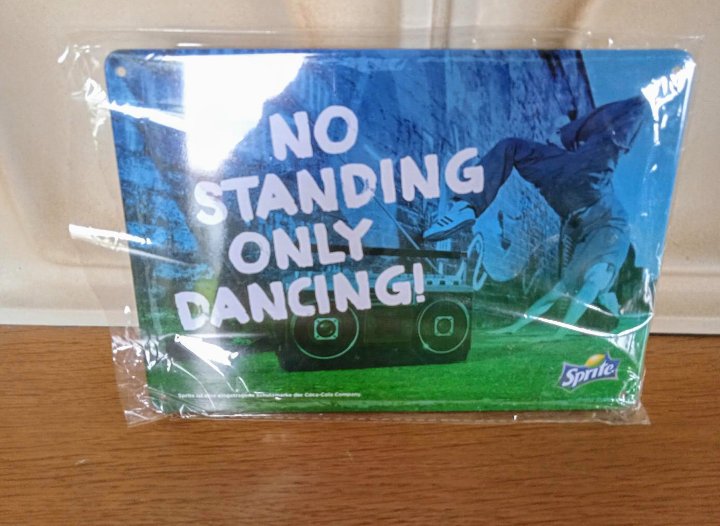 NO
STANDING
ONLY
DANCING!
Sprite
Sprite ist eine eingetragene Schutzmarke der Coca-Cola Company.